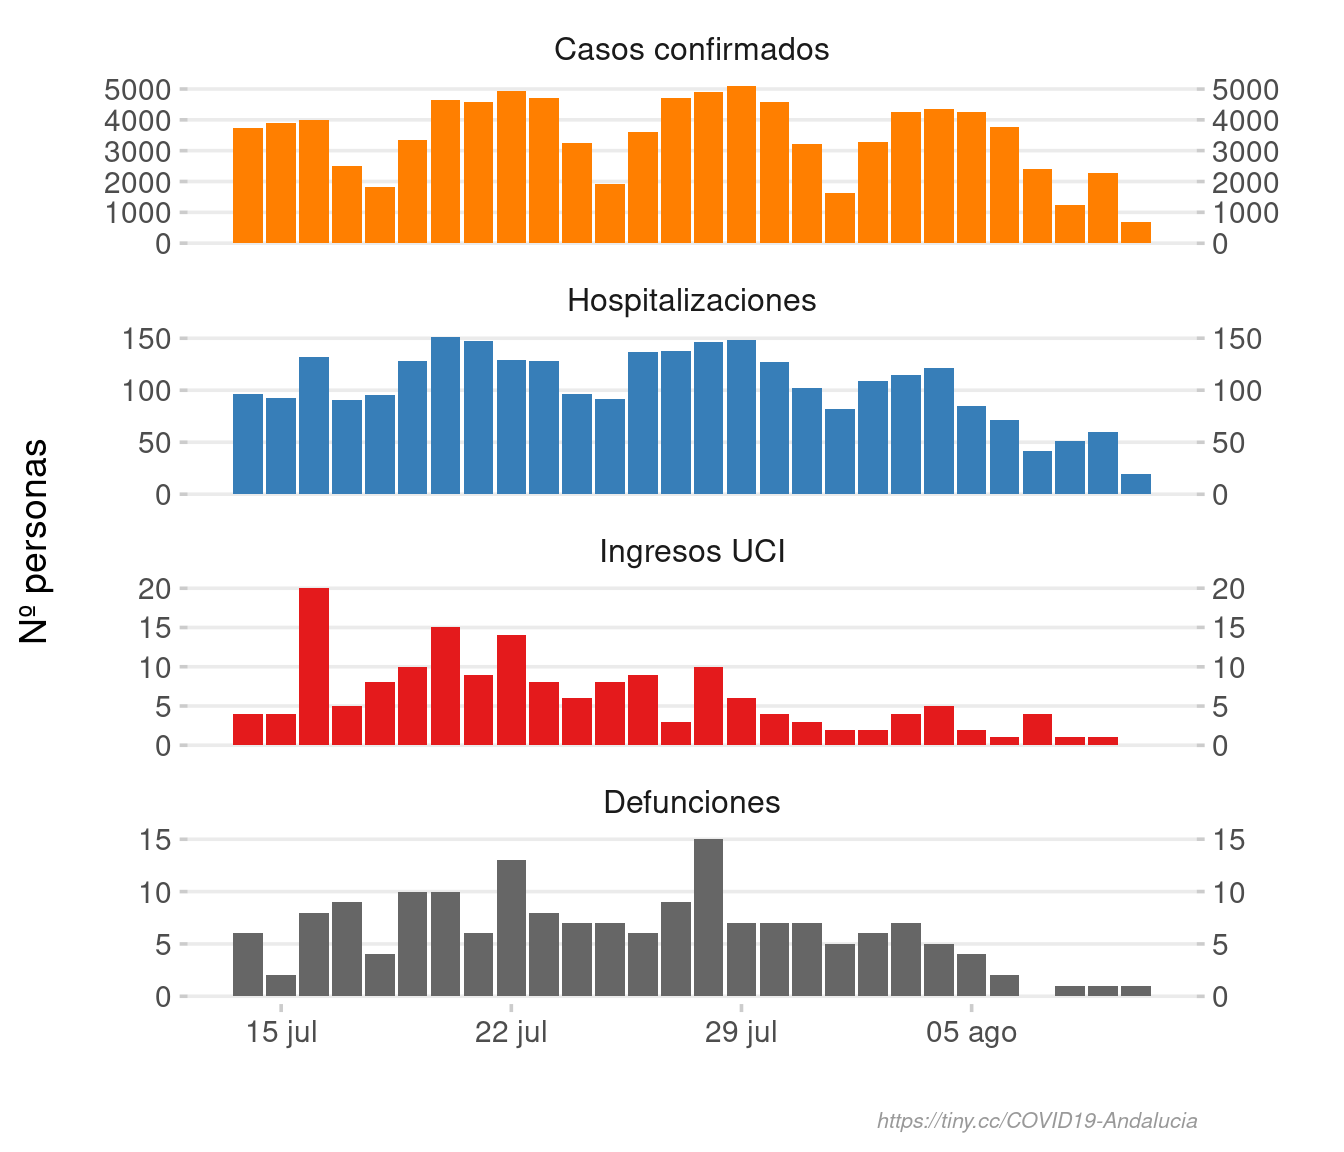 Casos confirmados
5000 5000
4000 4000
3000 3000
2000 2000
1000 1000
0 0
Hospitalizaciones
150 150
100 100
50 50
0 0
Nº personas
Ingresos UCI
20 20
15 15
10 10
5 5
0 0
Defunciones
15 15
10 10
5 5
0 0
15 jul 22 jul 29 jul 05 ago
https://tiny.cc/COVID19-Andalucia